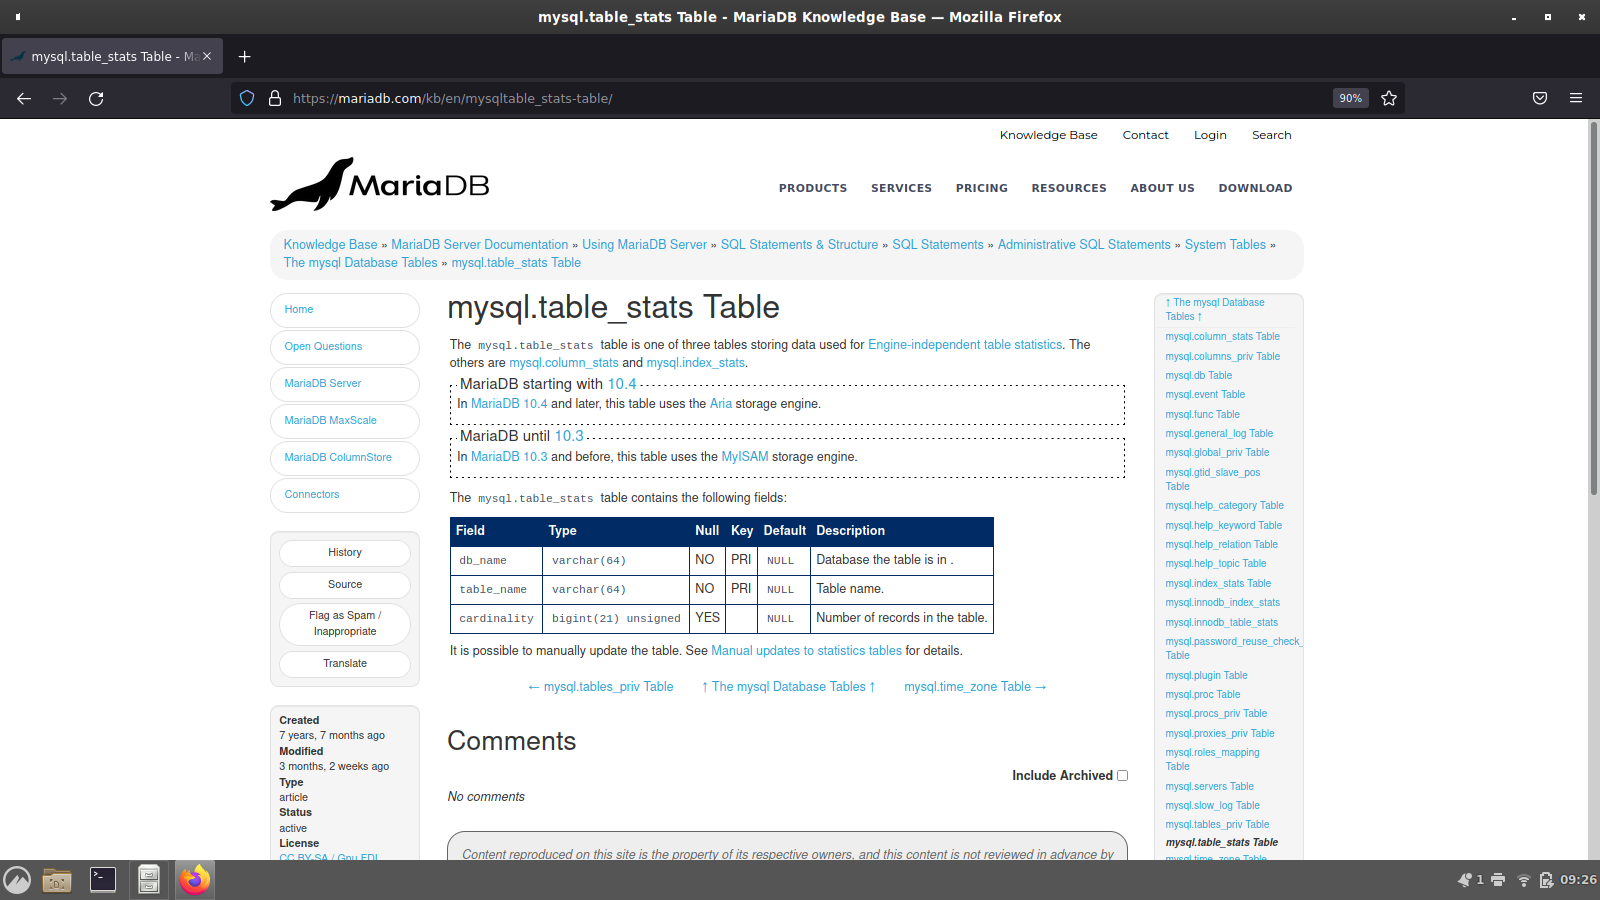 mysql.table_stats Table - MariaDB Knowledge Base — Mozilla Firefox
mysql.table_stats Table - Ma
https://mariadb.com/kb/en/mysqltable_stats-table/
90%
Knowledge Base Contact Login Search
MariaDB
PRODUCTS SERVICES PRICING RESOURCES ABOUT US DOWNLOAD
Knowledge Base » MariaDB Server Documentation » Using MariaDB Server » SQL Statements & Structure » SQL Statements » Administrative SQL Statements » System Tables »
The mysql Database Tables » mysql.table_stats Table
Home
Open Questions
MariaDB Server
MariaDB MaxScale
MariaDB ColumnStore
Connectors
History
Source
Flag as Spam /
Inappropriate
Translate
Created
7 years, 7 months ago
Modified
3 months, 2 weeks ago
Type
article
Status
active
License
CC BY-SA / Gnu FDL
mysql.table_stats Table
The mysql.table_stats table is one of three tables storing data used for Engine-independent table statistics. The
others are mysql.column_stats and mysql.index_stats.
MariaDB starting with 10.4
In MariaDB 10.4 and later, this table uses the Aria storage engine.
MariaDB until 10.3
In MariaDB 10.3 and before, this table uses the MyISAM storage engine.
The mysql.table_stats table contains the following fields:
Field Type Null Key Default Description
db_name varchar(64) NO PRI NULL Database the table is in .
table_name varchar(64) NO PRI NULL Table name.
cardinality bigint(21) unsigned YES NULL Number of records in the table.
It is possible to manually update the table. See Manual updates to statistics tables for details.
← mysql.tables_priv Table ↑ The mysql Database Tables ↑ mysql.time_zone Table →
Comments
Include Archived
No comments
Content reproduced on this site is the property of its respective owners, and this content is not reviewed in advance by
↑ The mysql Database
Tables ↑
mysql.column_stats Table
mysql.columns_priv Table
mysql.db Table
mysql.event Table
mysql.func Table
mysql.general_log Table
mysql.global_priv Table
mysql.gtid_slave_pos
Table
mysql.help_category Table
mysql.help_keyword Table
mysql.help_relation Table
mysql.help_topic Table
mysql.index_stats Table
mysql.innodb_index_stats
mysql.innodb_table_stats
mysql.password_reuse_check_
Table
mysql.plugin Table
mysql.proc Table
mysql.procs_priv Table
mysql.proxies_priv Table
mysql.roles_mapping
Table
mysql.servers Table
mysql.slow_log Table
mysql.tables_priv Table
mysql.table_stats Table
mysql.time_zone Table
1
09:26